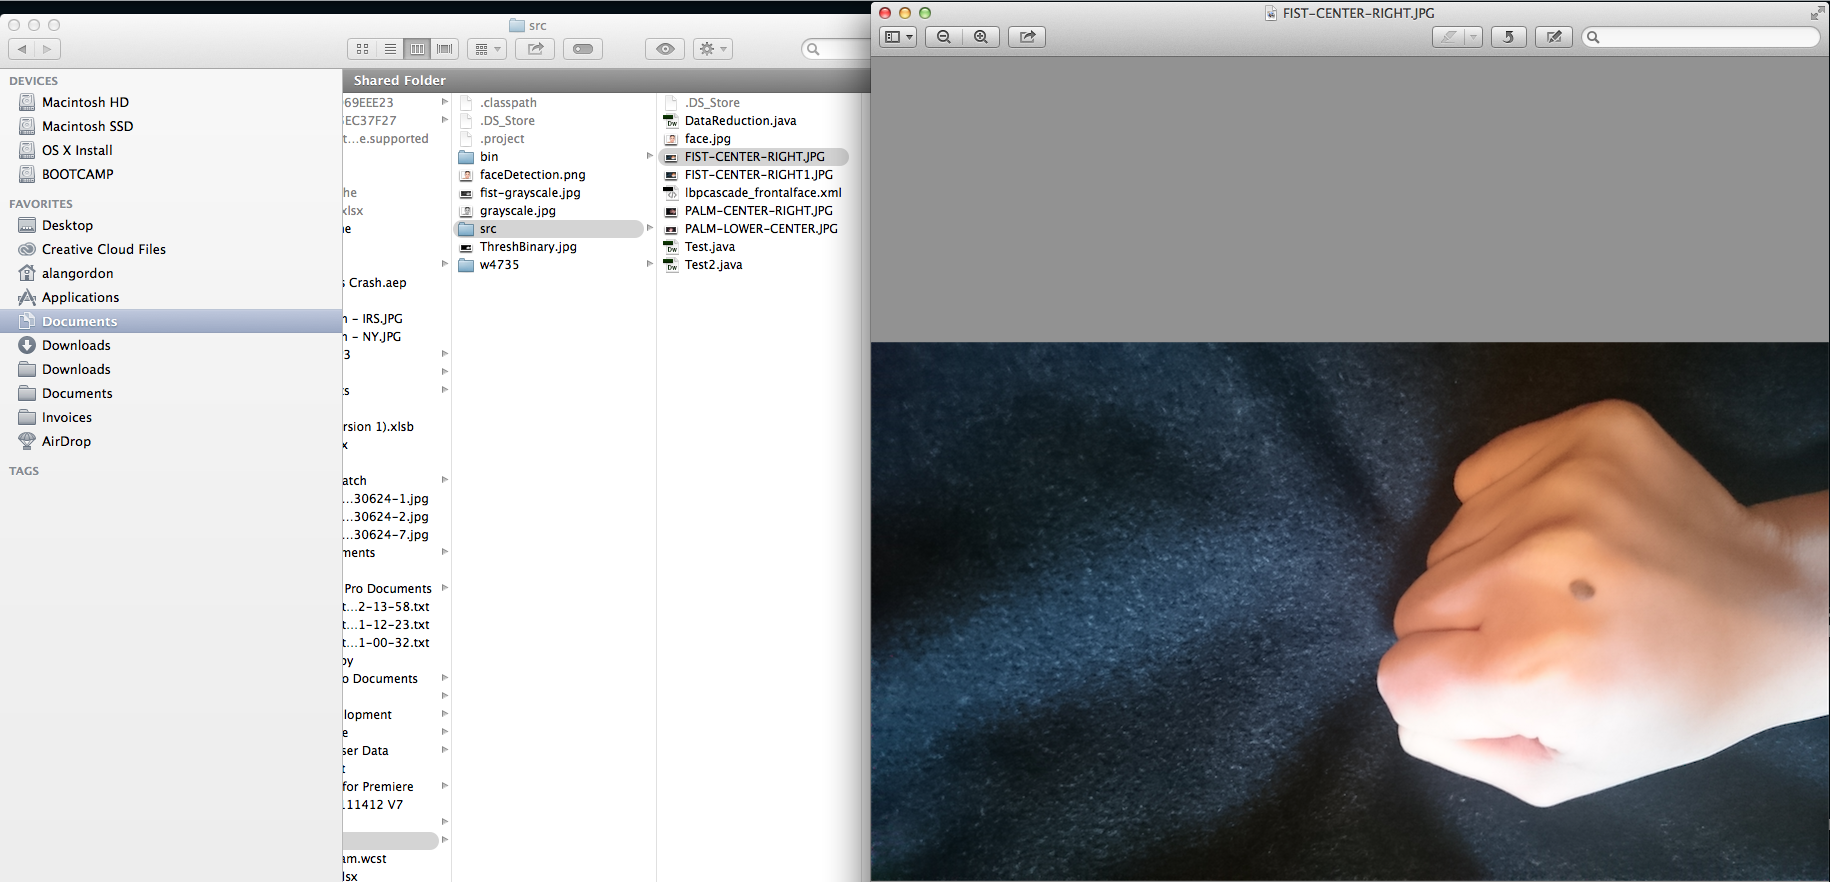 src
Shared Folder
DEVICES
Macintosh HD
Macintosh SSD
OS X Install
BOOTCAMP
FAVORITES
Desktop
Creative Cloud Files
alangordon
Applications
Documents
Downloads
Downloads
Documents
Invoices
AirDrop
TAGS
69EEE23
EC37F27
t...e.supported
he
xlsx
e
s Crash.aep
n - IRS.JPG
n - NY.JPG
3
ts
rsion 1).xlsb
x
atch
...30624-1.jpg
...30624-2.jpg
...30624-7.jpg
ments
Pro Documents
t...2-13-58.txt
t...1-12-23.txt
t...1-00-32.txt
py
o Documents
lopment
e
ser Data
t
for Premiere
.111412 V7
am.wcst
lsx
.classpath
.DS_Store
.project
bin
faceDetection.png
fist-grayscale.jpg
grayscale.jpg
src
ThreshBinary.jpg
w4735
.DS_Store
DataReduction.java
face.jpg
FIST-CENTER-RIGHT.JPG
FIST-CENTER-RIGHT1.JPG
lbpcascade_frontalface.xml
PALM-CENTER-RIGHT.JPG
PALM-LOWER-CENTER.JPG
Test.java
Test2.java
FIST-CENTER-RIGHT.JPG